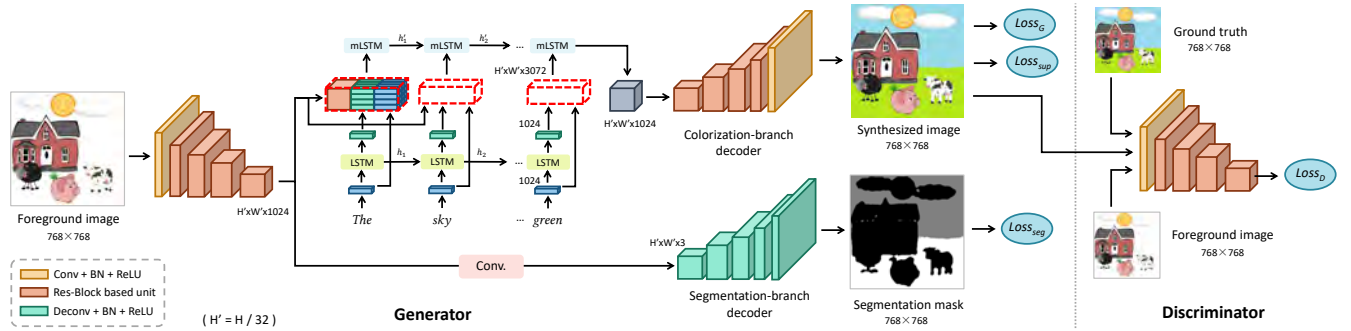 Foreground image
768×768
H'xW'x1024
Conv + BN + ReLU
Res-Block based unit
Deconv + BN + ReLU
( H' = H / 32 )
Generator
mLSTM
h'₁
mLSTM
h'₂
...
mLSTM
H'xW'x3072
1024
LSTM
h₁
LSTM
h₂
...
LSTM
1024
The
sky
...
green
H'xW'x1024
Conv.
Colorization-branch
decoder
H'xW'x3
Segmentation-branch
decoder
Synthesized image
768×768
Segmentation mask
768×768
Loss_G
Loss_sup
Loss_seg
Ground truth
768×768
Foreground image
768×768
Loss_D
Discriminator